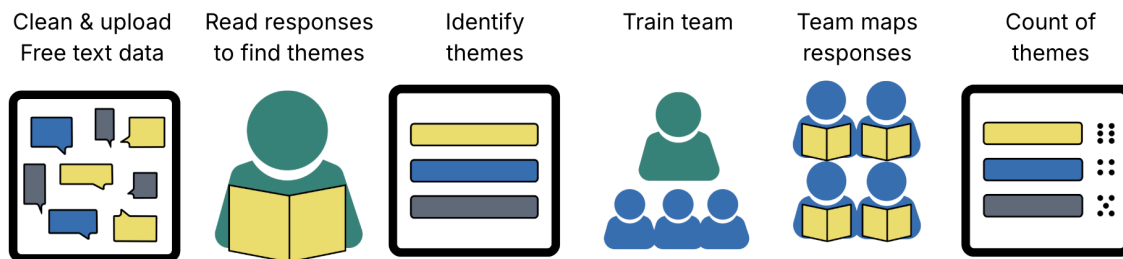 Clean & upload
Free text data
Read responses
to find themes
Identify
themes
Train team
Team maps
responses
Count of
themes